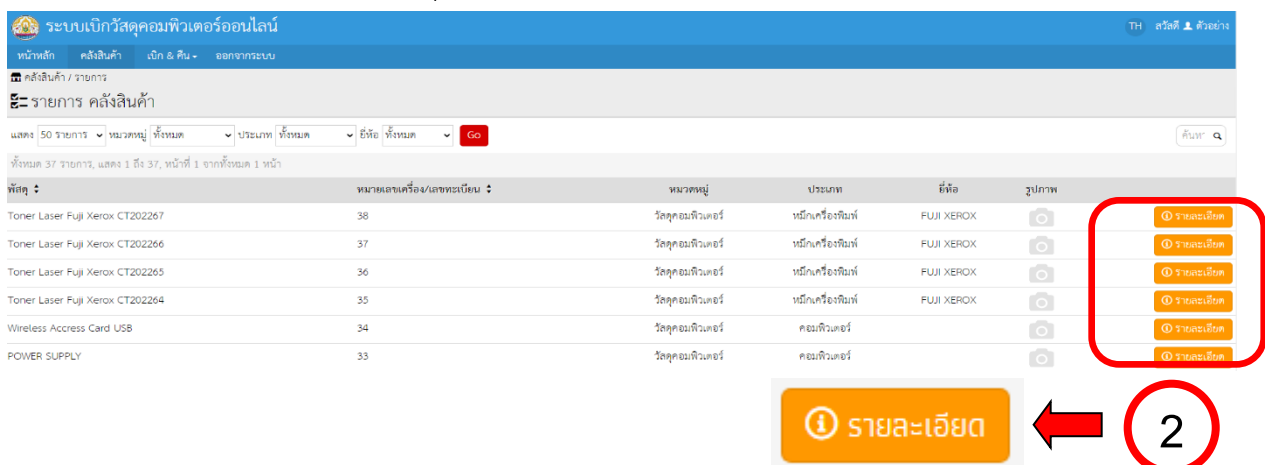 ระบบเบิกวัสดุคอมพิวเตอร์ออนไลน์ TH สวัสดี ตัวอย่าง
หน้าหลัก คลังสินค้า เบิก & คืน ออกจากระบบ
คลังสินค้า / รายการ
รายการ คลังสินค้า
แสดง 50 รายการ หมวดหมู่ ทั้งหมด ประเภท ทั้งหมด ยี่ห้อ ทั้งหมด Go
ทั้งหมด 37 รายการ, แสดง 1 ถึง 37, หน้าที่ 1 จากทั้งหมด 1 หน้า
พัสดุ หมายเลขเครื่อง/เลขทะเบียน หมวดหมู่ ประเภท ยี่ห้อ รูปภาพ
Toner Laser Fuji Xerox CT202267 38 วัสดุคอมพิวเตอร์ หมึกเครื่องพิมพ์ FUJI XEROX รายละเอียด
Toner Laser Fuji Xerox CT202266 37 วัสดุคอมพิวเตอร์ หมึกเครื่องพิมพ์ FUJI XEROX รายละเอียด
Toner Laser Fuji Xerox CT202265 36 วัสดุคอมพิวเตอร์ หมึกเครื่องพิมพ์ FUJI XEROX รายละเอียด
Toner Laser Fuji Xerox CT202264 35 วัสดุคอมพิวเตอร์ หมึกเครื่องพิมพ์ FUJI XEROX รายละเอียด
Wireless Accress Card USB 34 วัสดุคอมพิวเตอร์ คอมพิวเตอร์ รายละเอียด
POWER SUPPLY 33 วัสดุคอมพิวเตอร์ คอมพิวเตอร์ รายละเอียด
รายละเอียด 2